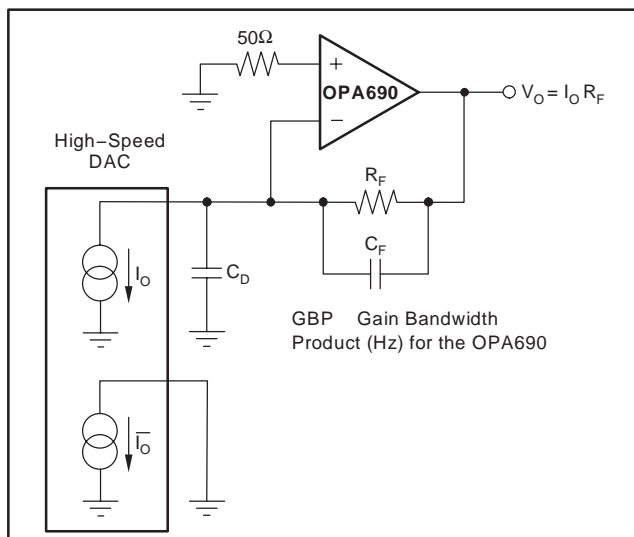 50Ω
+
OPA690
−
V_O = I_O R_F
High−Speed
DAC
R_F
C_F
I_O
C_D
GBP Gain Bandwidth
Product (Hz) for the OPA690
I̅_O